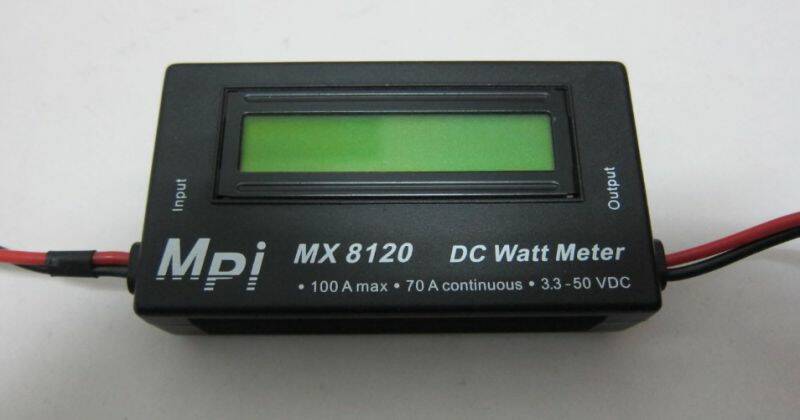 Input
Output
Mpi MX 8120 DC Watt Meter
• 100 A max • 70 A continuous • 3.3-50 VDC